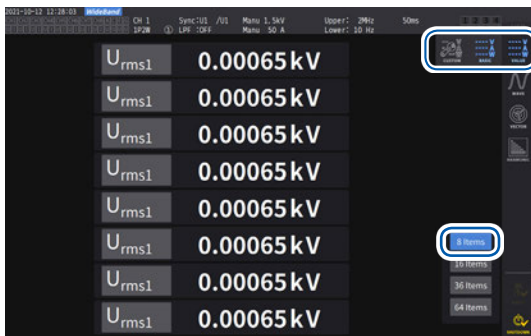 2021-10-12 12:28:03 WideBand
CH 1 Sync:U1 /U1 Manu 1.5kV Upper: 2MHz 50ms
1P2W ① LPF :OFF Manu 50 A Lower: 10 Hz
CUSTOM BASIC VALUE
Urms1 0.00065kV
WAVE
Urms1 0.00065kV
VECTOR
Urms1 0.00065kV
Urms1 0.00065kV
Urms1 0.00065kV
Urms1 0.00065kV
8 Items
Urms1 0.00065kV
16 Items
36 Items
Urms1 0.00065kV
64 Items